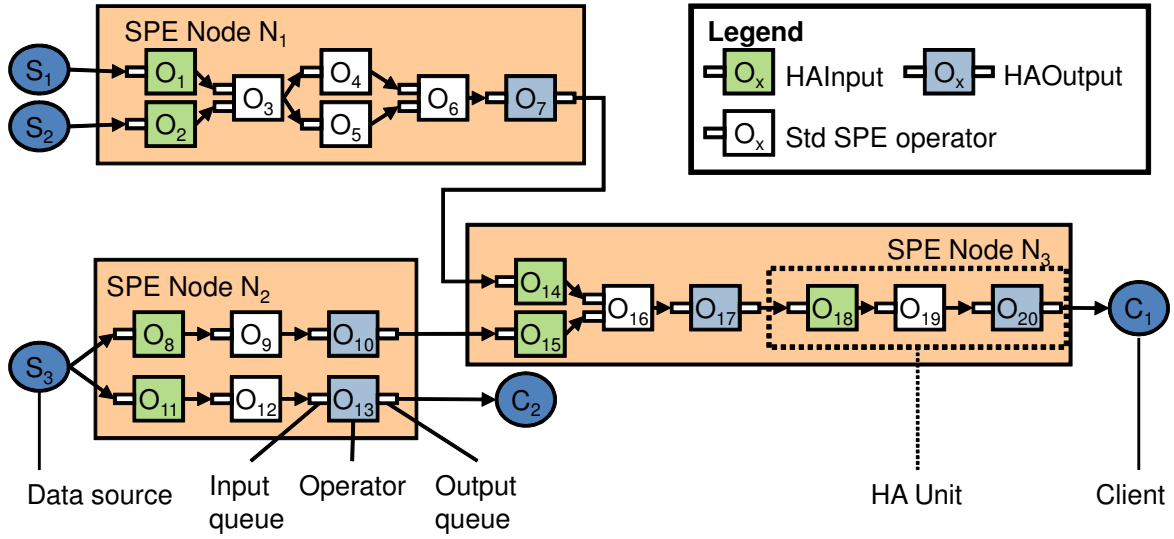 SPE Node N1
S1
S2
O1
O2
O3
O4
O5
O6
O7
Legend
Ox HAInput
Ox HAOutput
Ox Std SPE operator
SPE Node N2
S3
O8
O9
O10
O11
O12
O13
C2
SPE Node N3
O14
O15
O16
O17
O18
O19
O20
C1
Data source
Input
queue
Operator
Output
queue
HA Unit
Client